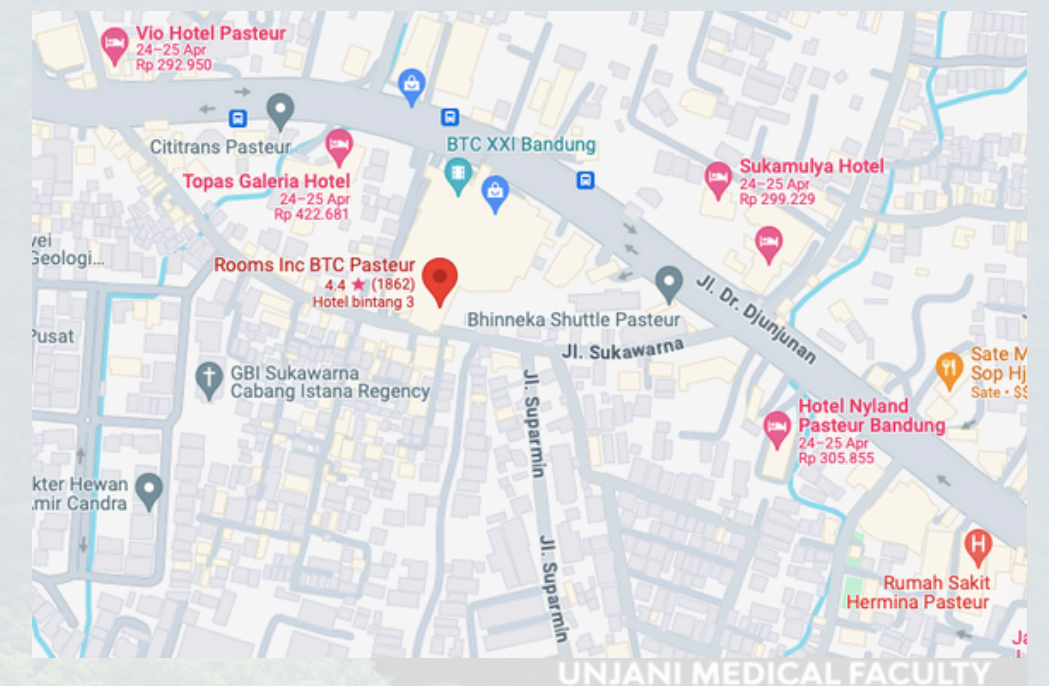 Vio Hotel Pasteur
24–25 Apr
Rp 292.950
Cititrans Pasteur
BTC XXI Bandung
Topas Galeria Hotel
24–25 Apr
Rp 422.681
Sukamulya Hotel
24–25 Apr
Rp 299.229
vei
Geologi...
Rooms Inc BTC Pasteur
4.4 ★ (1862)
Hotel bintang 3
Jl. Dr. Djunjunan
Bhinneka Shuttle Pasteur
Pusat
Jl. Sukawarna
GBI Sukawarna
Cabang Istana Regency
Sate M
Sop Hj
Sate • $$
Jl. Suparmin
Hotel Nyland
Pasteur Bandung
24–25 Apr
Rp 305.855
kter Hewan
mir Candra
Jl. Suparmin
H
Rumah Sakit
Hermina Pasteur
Ja
UNJANI MEDICAL FACULTY